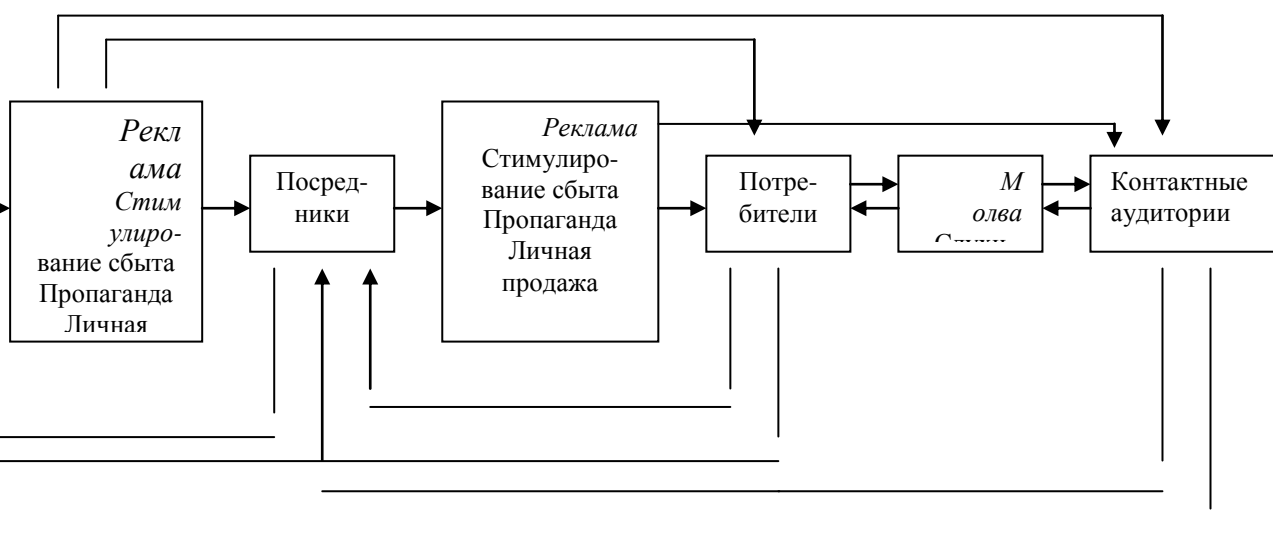 Рекл
ама
Стим
улиро-
вание сбыта
Пропаганда
Личная
Посред-
ники
Реклама
Стимулиро-
вание сбыта
Пропаганда
Личная
продажа
Потре-
бители
М
олва
Контактные
аудитории